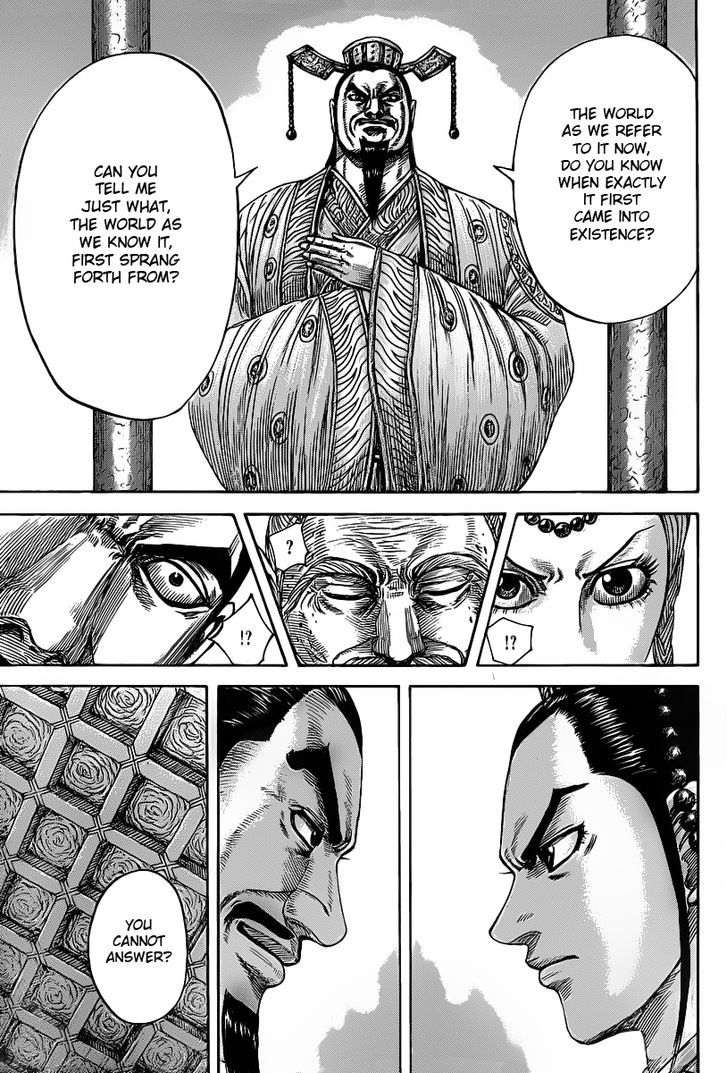 THE WORLD
AS WE REFER
TO IT NOW,
DO YOU KNOW
WHEN EXACTLY
IT FIRST
CAME INTO
EXISTENCE?
CAN YOU
TELL ME
JUST WHAT,
THE WORLD AS
WE KNOW IT,
FIRST SPRANG
FORTH FROM?
!?
?
!?
YOU
CANNOT
ANSWER?